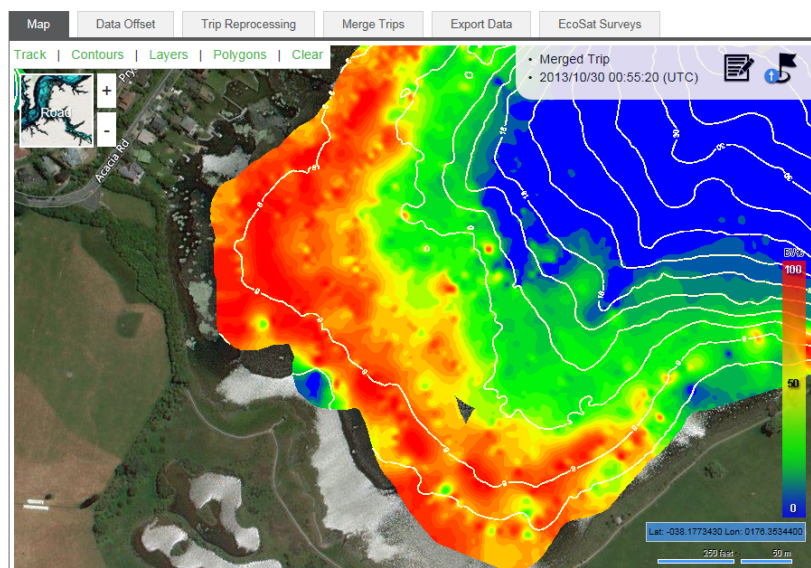 Map Data Offset Trip Reprocessing Merge Trips Export Data EcoSat Surveys
Track | Contours | Layers | Polygons | Clear
• Merged Trip
• 2013/10/30 00:55:20 (UTC)
Road
+
-
Acacia Rd
100
50
0
Lat: -038.1773430 Lon: 0176.3534400
250 feet 50 m